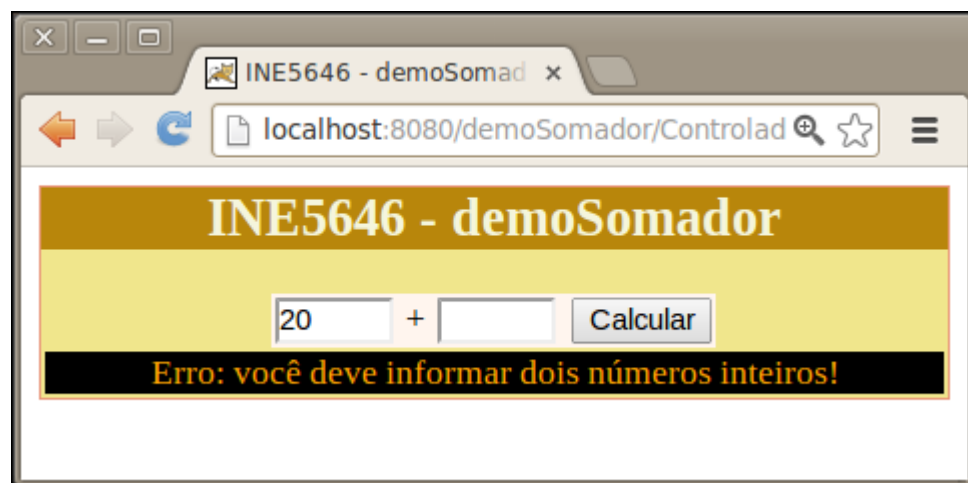 INE5646 - demoSomad
localhost:8080/demoSomador/Controlad
INE5646 - demoSomador
20 + Calcular
Erro: você deve informar dois números inteiros!